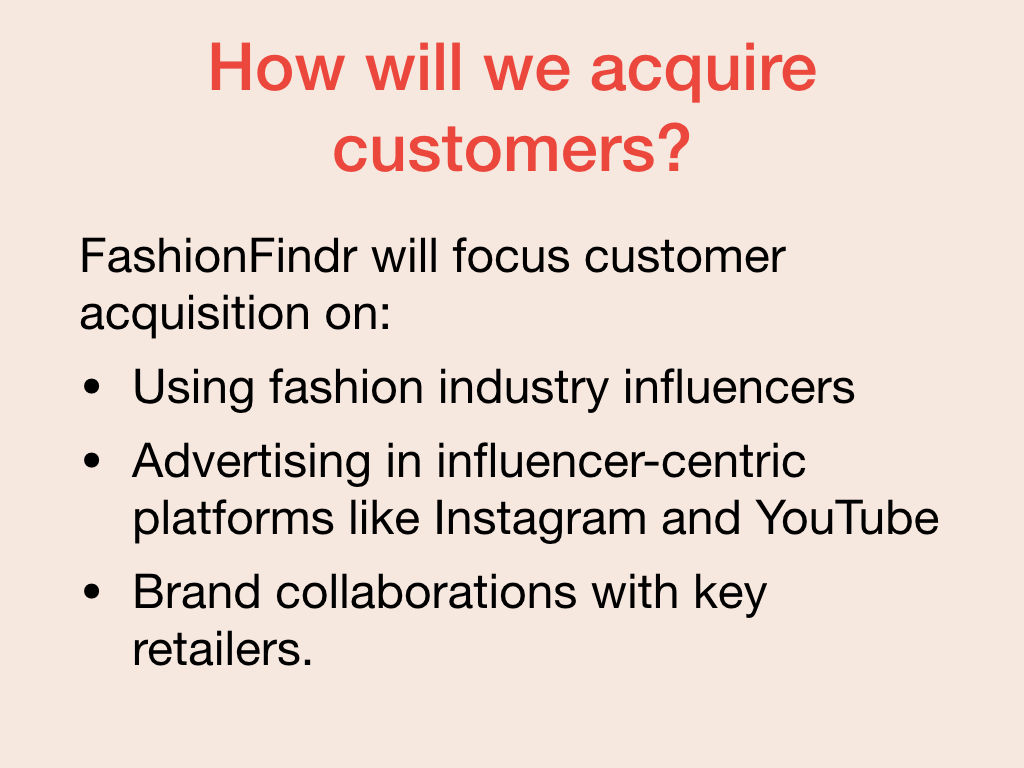 How will we acquire
customers?
FashionFindr will focus customer
acquisition on:
• Using fashion industry influencers
• Advertising in influencer-centric
platforms like Instagram and YouTube
• Brand collaborations with key
retailers.